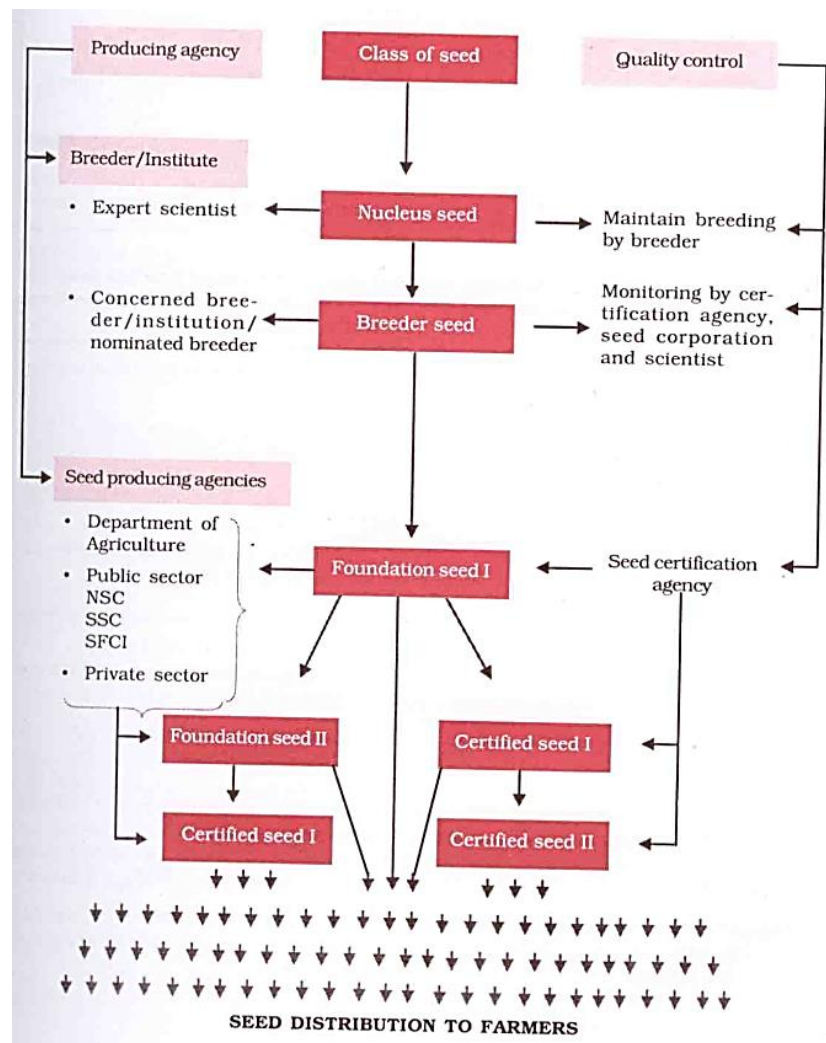 Producing agency
Class of seed
Quality control
Breeder/Institute
• Expert scientist
Nucleus seed
Maintain breeding
by breeder
• Concerned bree-
der/institution/
nominated breeder
Breeder seed
Monitoring by cer-
tification agency,
seed corporation
and scientist
Seed producing agencies
• Department of
Agriculture
• Public sector
NSC
SSC
SFCI
• Private sector
Foundation seed I
Seed certification
agency
Foundation seed II
Certified seed I
Certified seed I
Certified seed II
SEED DISTRIBUTION TO FARMERS